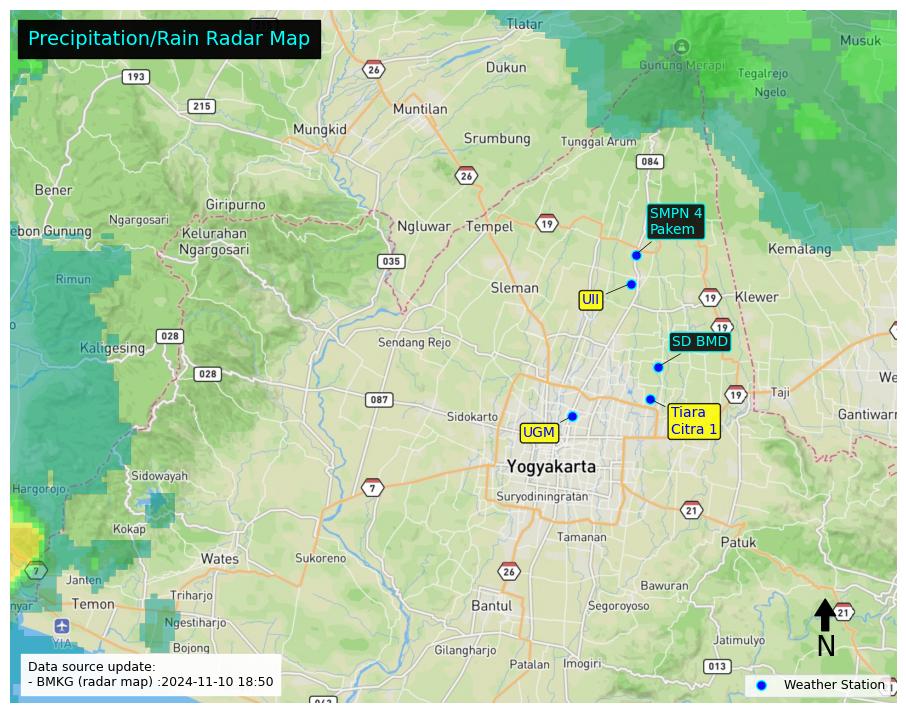 Precipitation/Rain Radar Map
Tlatar
Musuk
26
193
Dukun
Gunung Merapi
Tegalrejo
Ngelo
215
Muntilan
Mungkid
Srumbung
Tunggal Arum
084
26
Bener
Giripurno
Ngargosari
SMPN 4
Pakem
ebon Gunung
Kelurahan
Ngargosari
Ngluwar
Tempel
19
Kemalang
035
Rimun
Sleman
UII
19
Klewer
028
19
Kaligesing
Sendang Rejo
SD BMD
028
We
087
19
Taji
Sidokarto
Tiara
Citra 1
Gantiwarn
UGM
Yogyakarta
Sidowayah
7
Hargorojo
Suryodiningratan
21
Kokap
Tamanan
Patuk
Wates
Sukoreno
7
Janten
26
Bawuran
Triharjo
nyar
Temon
Bantul
Segoroyoso
21
Ngestiharjo
YIA
Jatimulyo
N
Bojong
Gilangharjo
Patalan
Imogiri
013
Data source update:
- BMKG (radar map) :2024-11-10 18:50
Weather Station